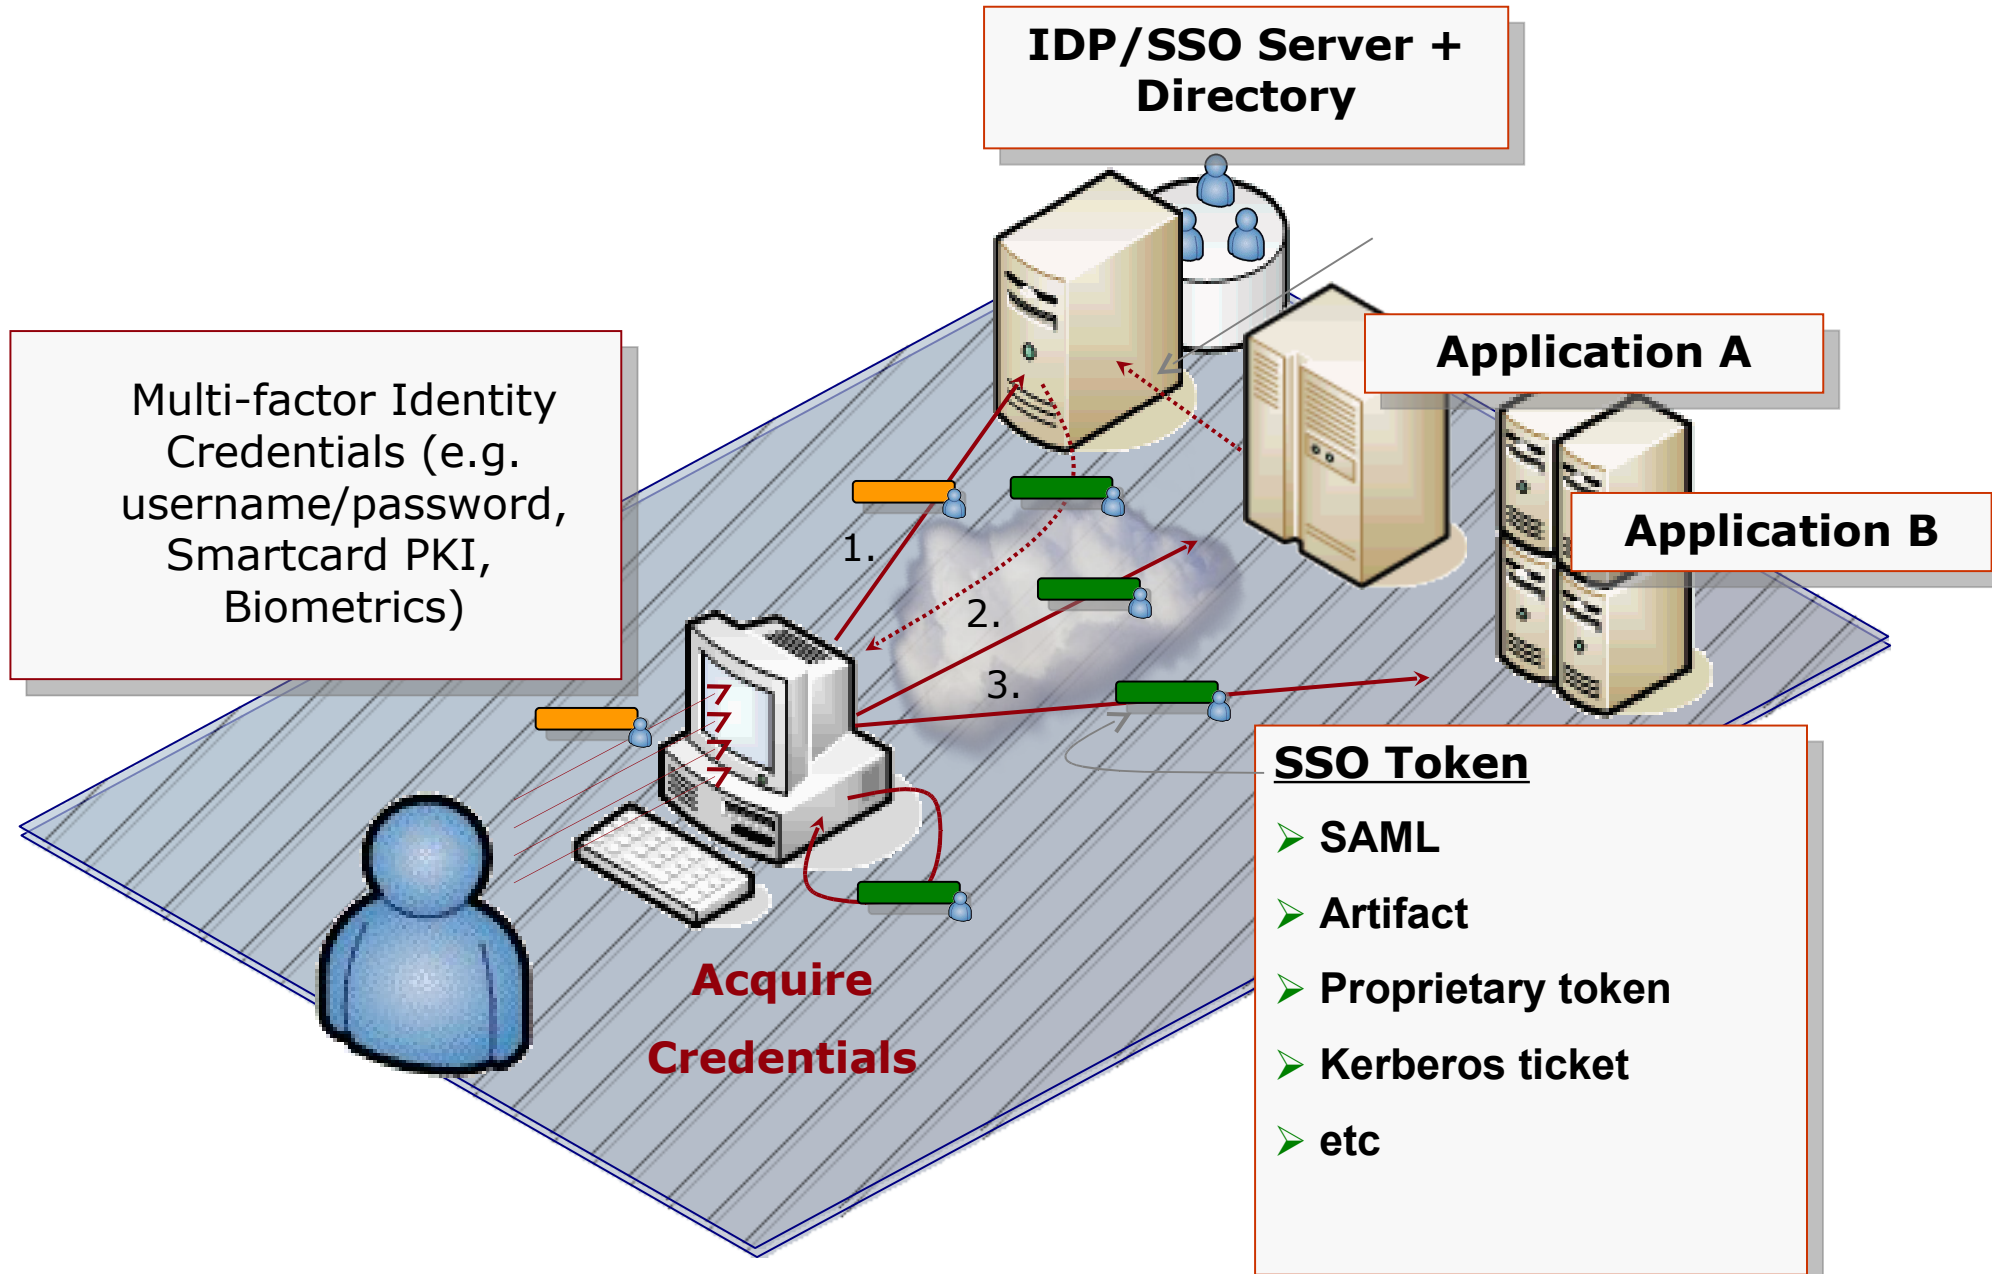 IDP/SSO Server +
Directory
Application A
Multi-factor Identity
Credentials (e.g.
username/password,
Smartcard PKI,
Biometrics)
Application B
1.
2.
3.
SSO Token
SAML
Artifact
Proprietary token
Kerberos ticket
etc
Acquire
Credentials